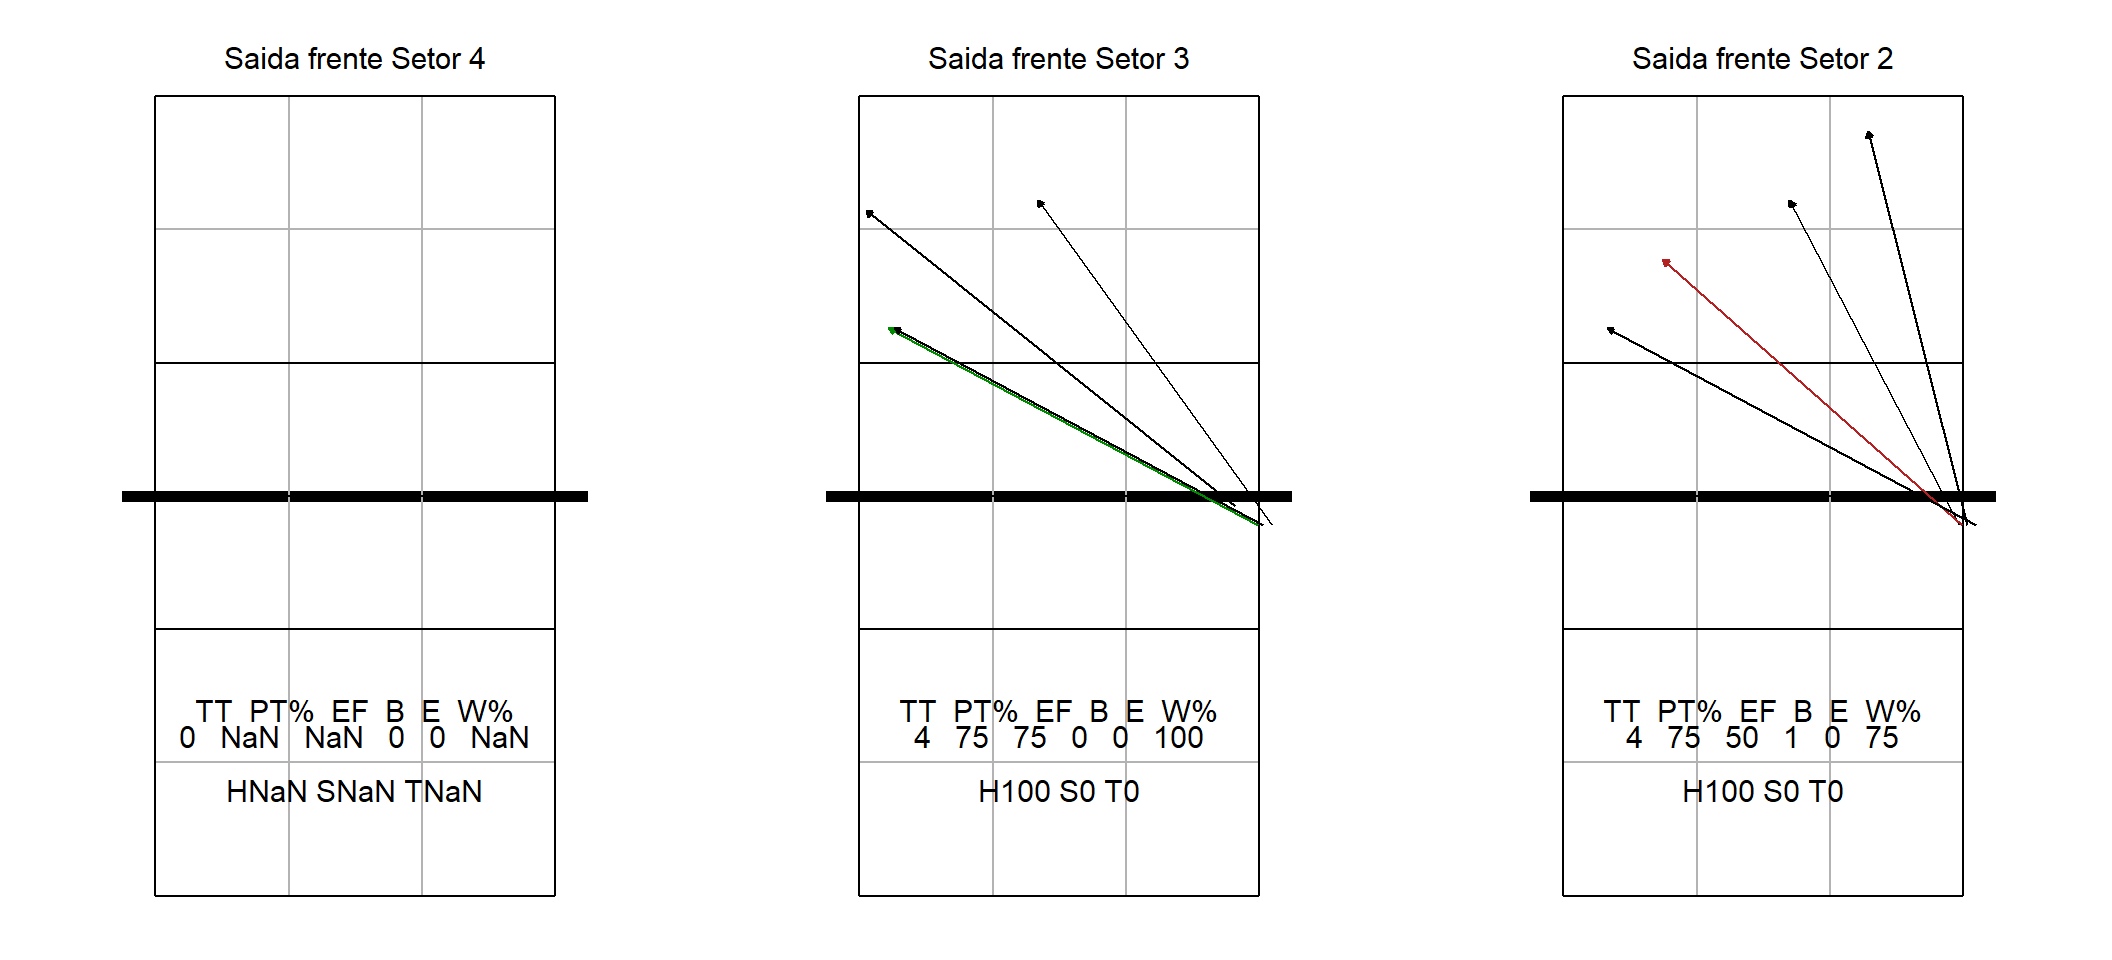 Saida frente Setor 4
Saida frente Setor 3
Saida frente Setor 2
TT PT% EF B E W%
0 NaN NaN 0 0 NaN
HNaN SNaN TNaN
TT PT% EF B E W%
4 75 75 0 0 100
H100 S0 T0
TT PT% EF B E W%
4 75 50 1 0 75
H100 S0 T0